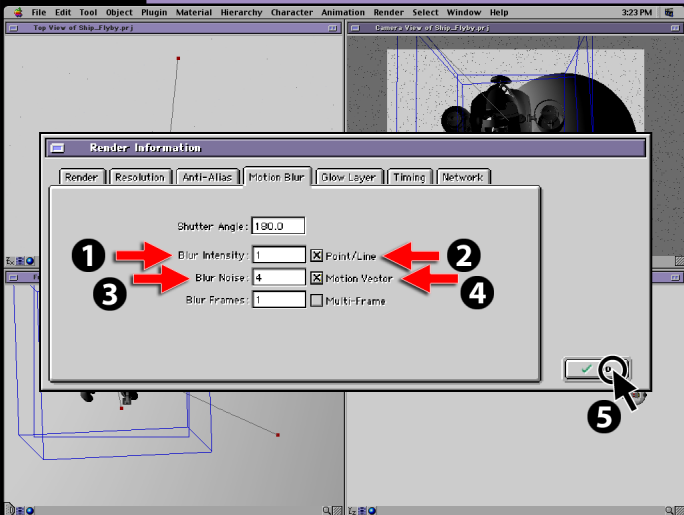 File Edit Tool Object Plugin Material Hierarchy Character Animation Render Select Window Help 3:23 PM
Top View of Ship_Flyby.prj
Camera View of Ship_Flyby.prj
Render Information
Render Resolution Anti-Alias Motion Blur Glow Layer Timing Network
Shutter Angle: 180.0
1 Blur Intensity: 1 Point/Line 2
3 Blur Noise: 4 Motion Vector 4
Blur Frames: 1 Multi-Frame
5